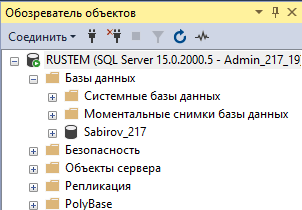 Обозреватель объектов
Соединить
RUSTEM (SQL Server 15.0.2000.5 - Admin_217_19)
Базы данных
Системные базы данных
Моментальные снимки базы данных
Sabirov_217
Безопасность
Объекты сервера
Репликация
PolyBase